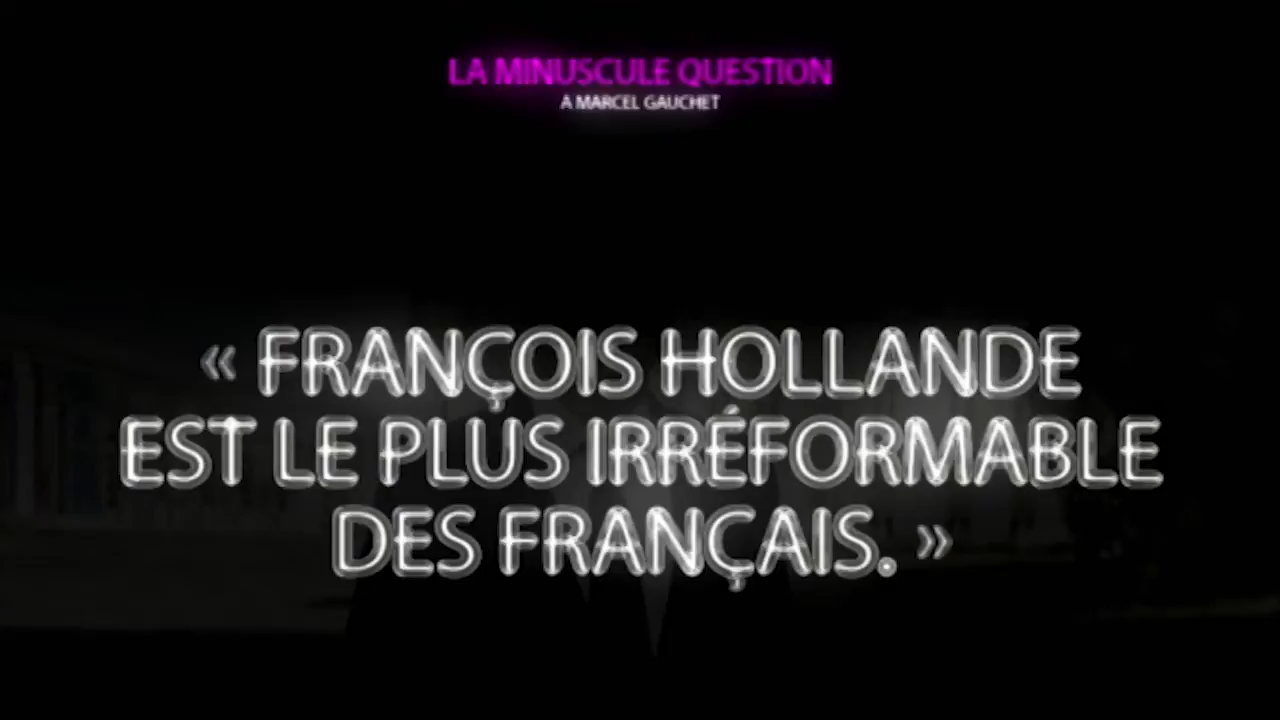 LA MINUSCULE QUESTION
A MARCEL GAUCHET
« FRANÇOIS HOLLANDE
EST LE PLUS IRRÉFORMABLE
DES FRANÇAIS. »